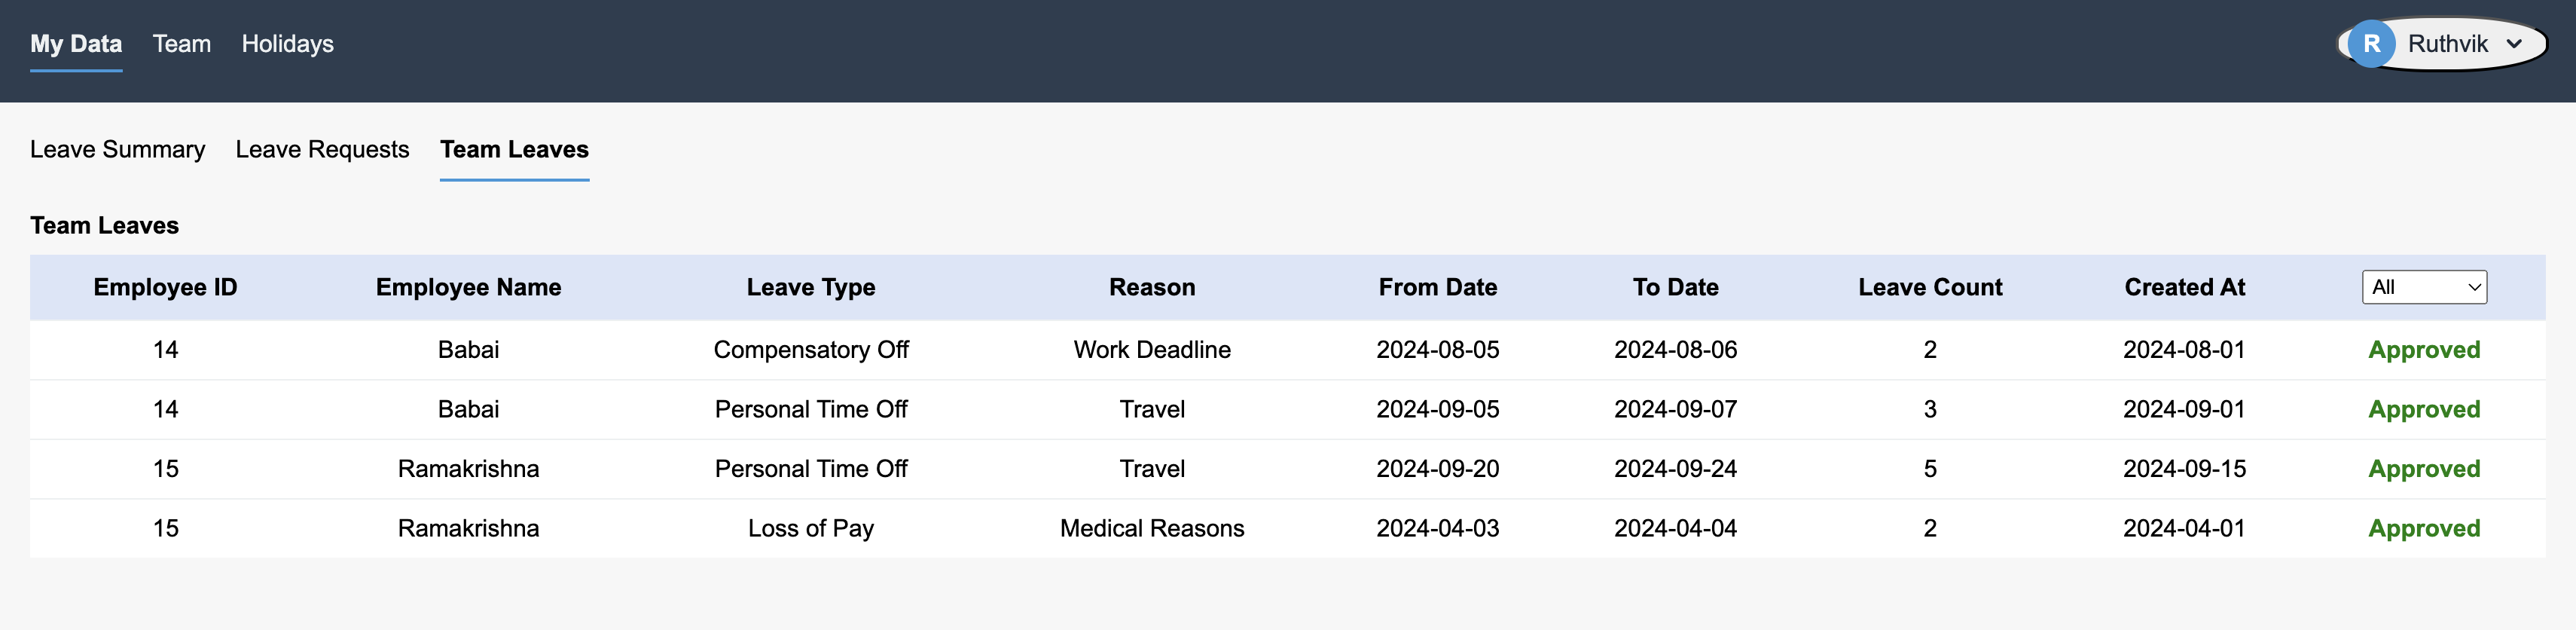 My Data Team Holidays R Ruthvik
Leave Summary Leave Requests Team Leaves
Team Leaves
Employee ID Employee Name Leave Type Reason From Date To Date Leave Count Created At All
14 Babai Compensatory Off Work Deadline 2024-08-05 2024-08-06 2 2024-08-01 Approved
14 Babai Personal Time Off Travel 2024-09-05 2024-09-07 3 2024-09-01 Approved
15 Ramakrishna Personal Time Off Travel 2024-09-20 2024-09-24 5 2024-09-15 Approved
15 Ramakrishna Loss of Pay Medical Reasons 2024-04-03 2024-04-04 2 2024-04-01 Approved